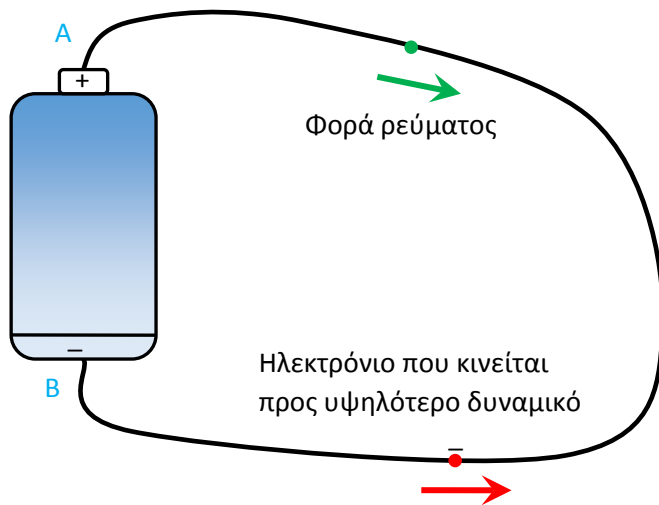 A
+
Φορά ρεύματος
–
B
Ηλεκτρόνιο που κινείται
προς υψηλότερο δυναμικό
–